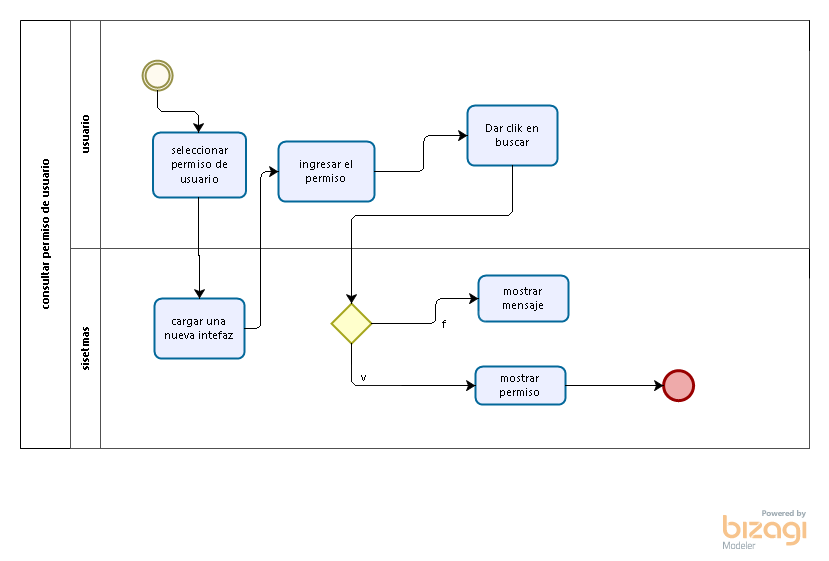 consultar permiso de usuario
usuario
seleccionar
permiso de
usuario
ingresar el
permiso
Dar clik en
buscar
sisetmas
cargar una
nueva intefaz
mostrar
mensaje
f
v
mostrar
permiso
Powered by
bizagi
Modeler